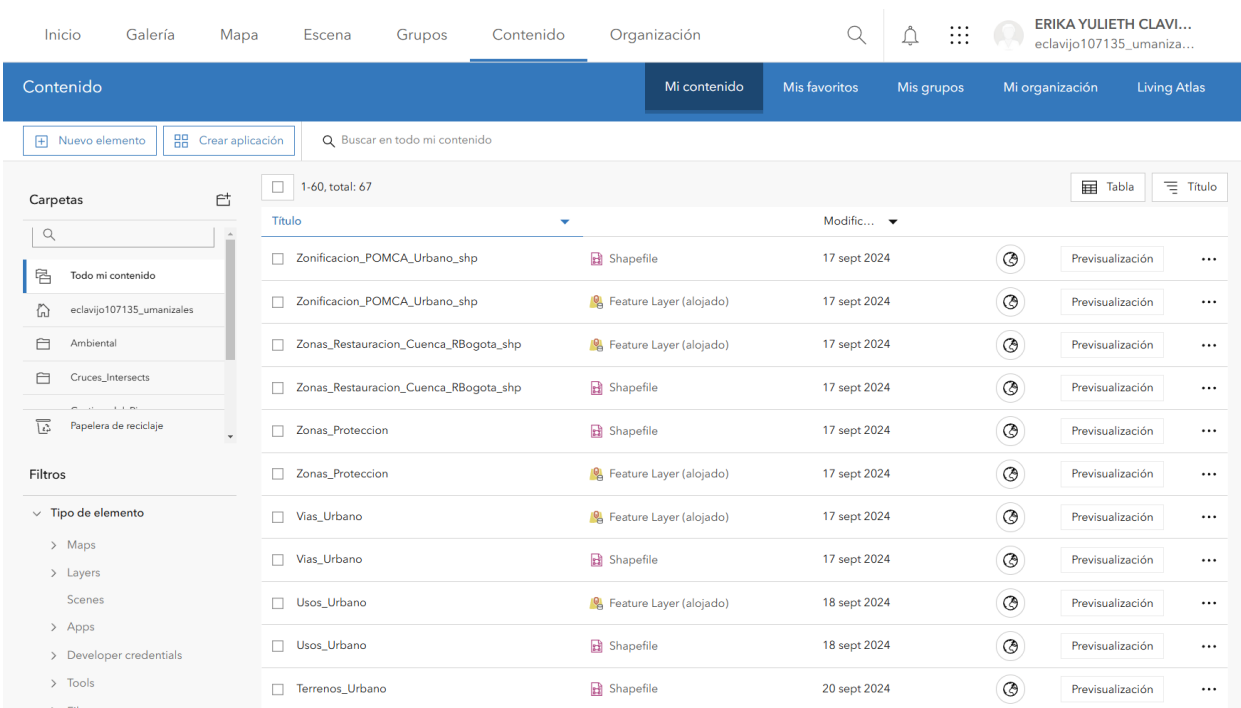 Inicio Galería Mapa Escena Grupos Contenido Organización ERIKA YULIETH CLAVI...
eclavijo107135_umaniza...
Contenido Mi contenido Mis favoritos Mis grupos Mi organización Living Atlas
Nuevo elemento Crear aplicación Buscar en todo mi contenido
Carpetas
Todo mi contenido
eclavijo107135_umanizales
Ambiental
Cruces_Intersects
Papelera de reciclaje
Filtros
Tipo de elemento
Maps
Layers
Scenes
Apps
Developer credentials
Tools
1-60, total: 67 Tabla Título
Título Modific...
Zonificacion_POMCA_Urbano_shp Shapefile 17 sept 2024 Previsualización
Zonificacion_POMCA_Urbano_shp Feature Layer (alojado) 17 sept 2024 Previsualización
Zonas_Restauracion_Cuenca_RBogota_shp Feature Layer (alojado) 17 sept 2024 Previsualización
Zonas_Restauracion_Cuenca_RBogota_shp Shapefile 17 sept 2024 Previsualización
Zonas_Proteccion Shapefile 17 sept 2024 Previsualización
Zonas_Proteccion Feature Layer (alojado) 17 sept 2024 Previsualización
Vias_Urbano Feature Layer (alojado) 17 sept 2024 Previsualización
Vias_Urbano Shapefile 17 sept 2024 Previsualización
Usos_Urbano Feature Layer (alojado) 18 sept 2024 Previsualización
Usos_Urbano Shapefile 18 sept 2024 Previsualización
Terrenos_Urbano Shapefile 20 sept 2024 Previsualización